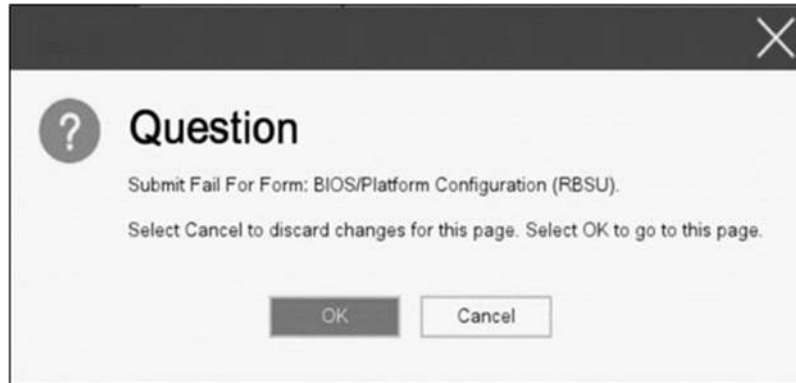 Question
Submit Fail For Form: BIOS/Platform Configuration (RBSU).
Select Cancel to discard changes for this page. Select OK to go to this page.
OK
Cancel